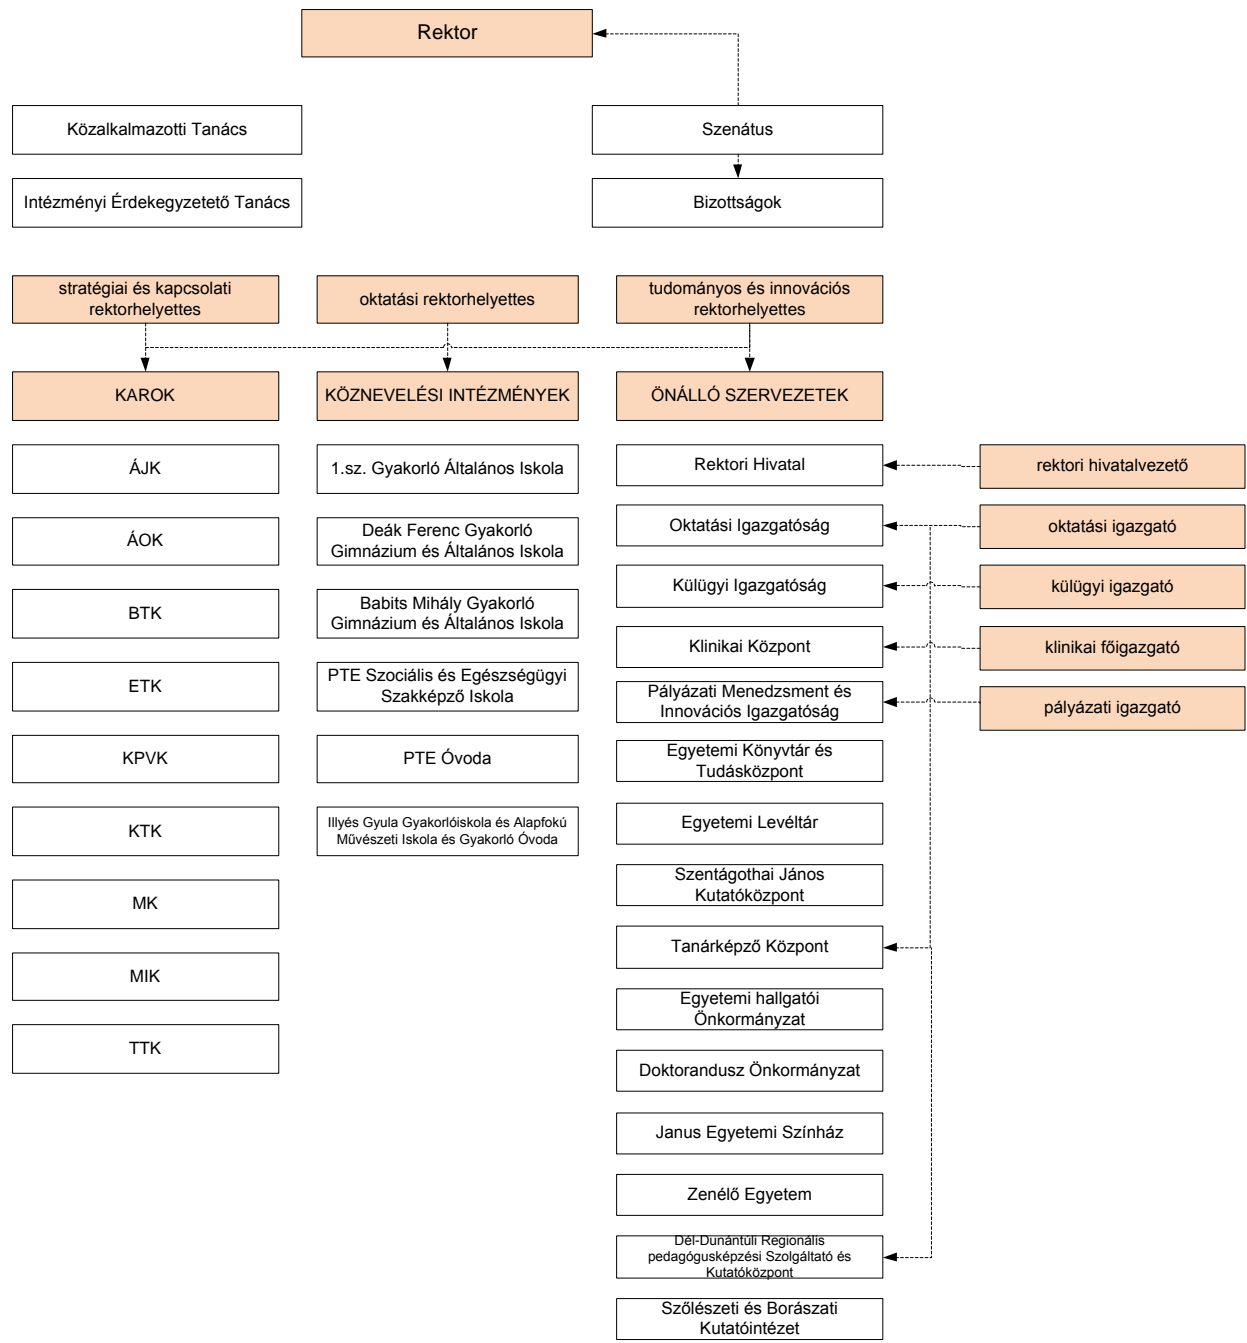 Rektor
Közalkalmazotti Tanács
Szenátus
Intézményi Érdekegyzetető Tanács
Bizottságok
stratégiai és kapcsolati
rektorhelyettes
oktatási rektorhelyettes
tudományos és innovációs
rektorhelyettes
KAROK
ÁJK
ÁOK
BTK
ETK
KPVK
KTK
MK
MIK
TTK
KÖZNEVELÉSI INTÉZMÉNYEK
1.sz. Gyakorló Általános Iskola
Deák Ferenc Gyakorló
Gimnázium és Általános Iskola
Babits Mihály Gyakorló
Gimnázium és Általános Iskola
PTE Szociális és Egészségügyi
Szakképző Iskola
PTE Óvoda
Illyés Gyula Gyakorlóiskola és Alapfokú
Művészeti Iskola és Gyakorló Óvoda
ÖNÁLLÓ SZERVEZETEK
Rektori Hivatal
Oktatási Igazgatóság
Külügyi Igazgatóság
Klinikai Központ
Pályázati Menedzsment és
Innovációs Igazgatóság
Egyetemi Könyvtár és
Tudásközpont
Egyetemi Levéltár
Szentágothai János
Kutatóközpont
Tanárképző Központ
Egyetemi hallgatói
Önkormányzat
Doktorandusz Önkormányzat
Janus Egyetemi Színház
Zenélő Egyetem
Dél-Dunántúli Regionális
pedagógusképzési Szolgáltató és
Kutatóközpont
Szőlészeti és Borászati
Kutatóintézet
rektori hivatalvezető
oktatási igazgató
külügyi igazgató
klinikai főigazgató
pályázati igazgató